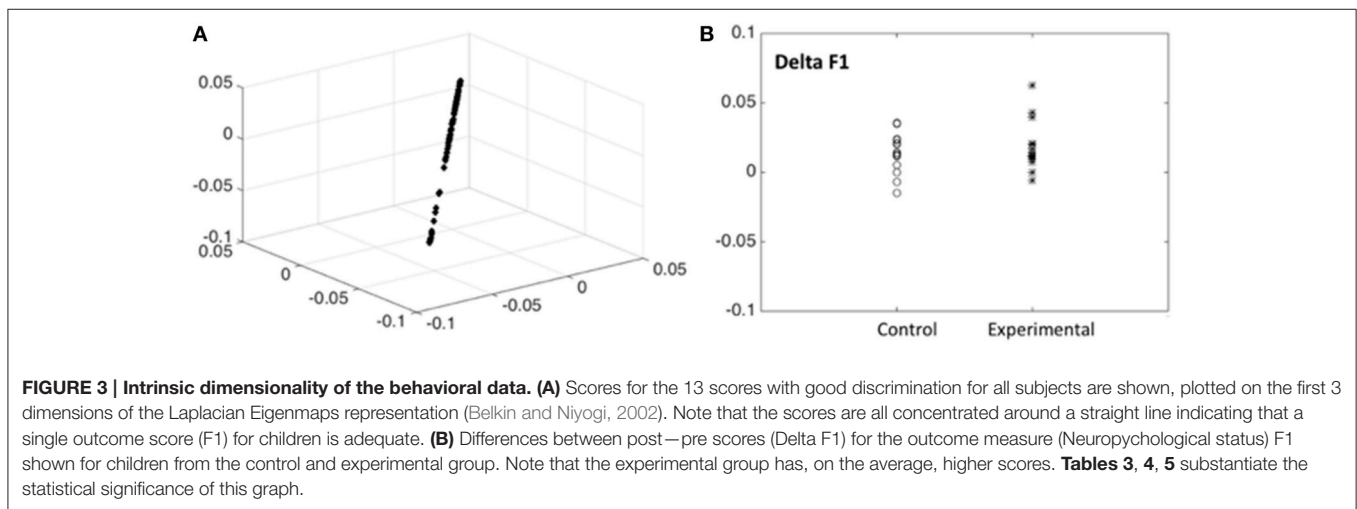 A
0.05
0
-0.05
-0.1
0.05
0
-0.05
-0.1
-0.1
-0.05
0
0.05
B
0.1
Delta F1
0.05
0
-0.05
-0.1
Control Experimental
FIGURE 3 | Intrinsic dimensionality of the behavioral data. (A) Scores for the 13 scores with good discrimination for all subjects are shown, plotted on the first 3
dimensions of the Laplacian Eigenmaps representation (Belkin and Niyogi, 2002). Note that the scores are all concentrated around a straight line indicating that a
single outcome score (F1) for children is adequate. (B) Differences between post—pre scores (Delta F1) for the outcome measure (Neuropychological status) F1
shown for children from the control and experimental group. Note that the experimental group has, on the average, higher scores. Tables 3, 4, 5 substantiate the
statistical significance of this graph.